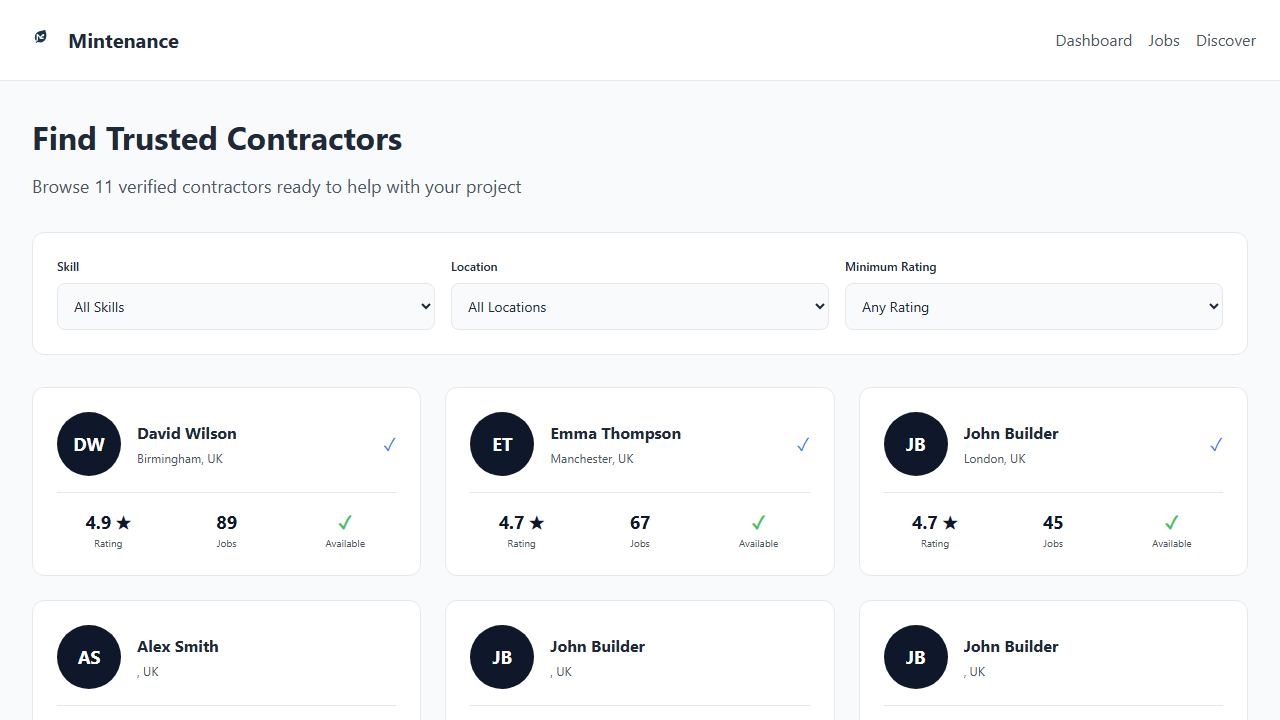 Mintenance
Dashboard Jobs Discover
Find Trusted Contractors
Browse 11 verified contractors ready to help with your project
Skill Location Minimum Rating
All Skills All Locations Any Rating
DW David Wilson ✓
Birmingham, UK
4.9 ★ 89 ✓
Rating Jobs Available
ET Emma Thompson ✓
Manchester, UK
4.7 ★ 67 ✓
Rating Jobs Available
JB John Builder ✓
London, UK
4.7 ★ 45 ✓
Rating Jobs Available
AS Alex Smith
, UK
JB John Builder
, UK
JB John Builder
, UK